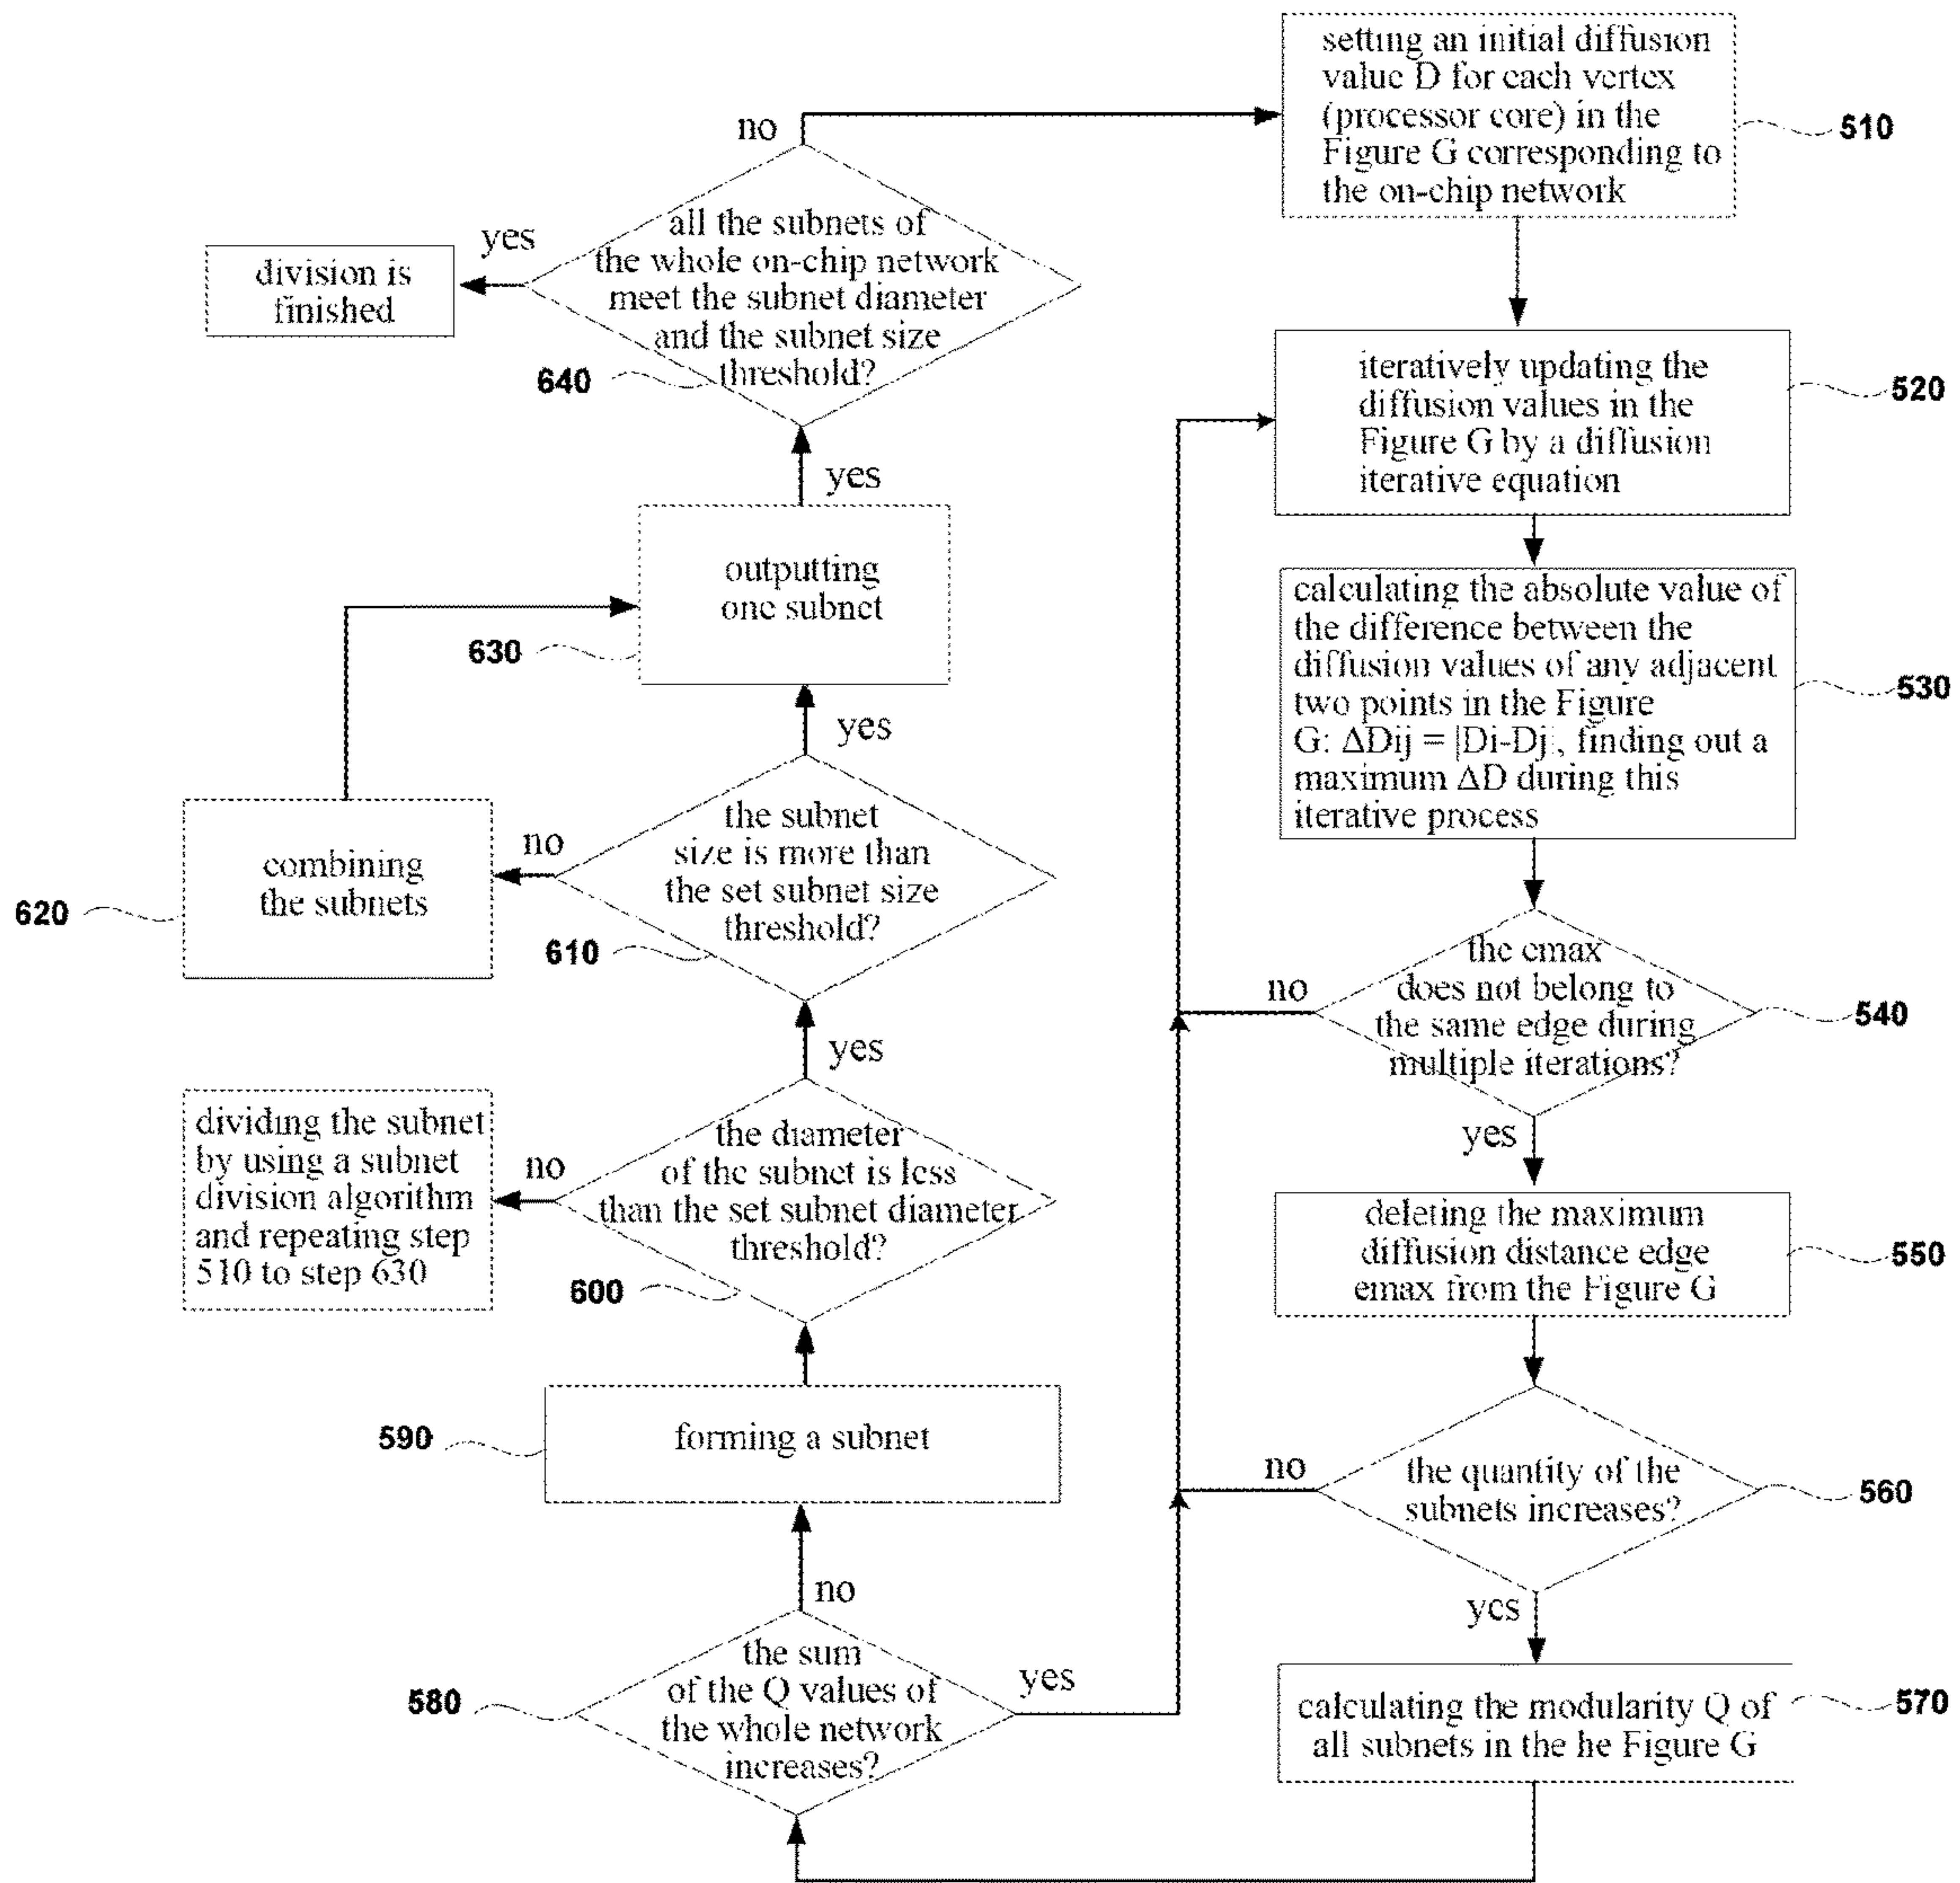 setting an initial diffusion
value D for each vertex
(processor core) in the
Figure G corresponding to
the on-chip network
510
no
all the subnets of
the whole on-chip network
meet the subnet diameter
and the subnet size
threshold?
640
yes
division is
finished
iteratively updating the
diffusion values in the
Figure G by a diffusion
iterative equation
520
yes
outputting
one subnet
630
calculating the absolute value of
the difference between the
diffusion values of any adjacent
two points in the Figure
G: ΔDij = |Di-Dj|, finding out a
maximum ΔD during this
iterative process
530
yes
the subnet
size is more than
the set subnet size
threshold?
610
no
combining
the subnets
620
the emax
does not belong to
the same edge during
multiple iterations?
540
no
yes
yes
the diameter
of the subnet is less
than the set subnet diameter
threshold?
600
no
dividing the subnet
by using a subnet
division algorithm
and repeating step
510 to step 630
deleting the maximum
diffusion distance edge
emax from the Figure G
550
forming a subnet
590
no
the quantity of the
subnets increases?
560
yes
no
the sum
of the Q values of
the whole network
increases?
580
yes
calculating the modularity Q of
all subnets in the he Figure G
570